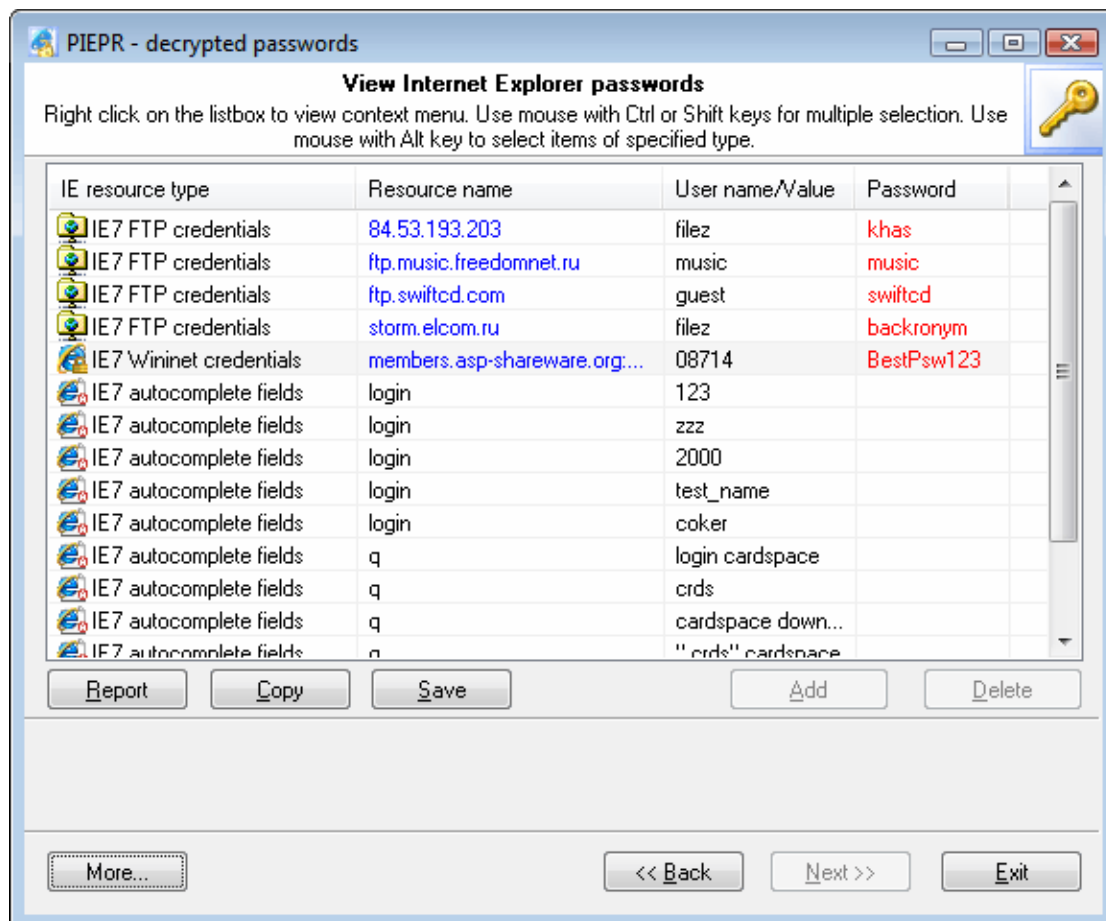 PIEPR - decrypted passwords
View Internet Explorer passwords
Right click on the listbox to view context menu. Use mouse with Ctrl or Shift keys for multiple selection. Use
mouse with Alt key to select items of specified type.
IE resource type Resource name User name/Value Password
IE7 FTP credentials 84.53.193.203 filez khas
IE7 FTP credentials ftp.music.freedomnet.ru music music
IE7 FTP credentials ftp.swiftcd.com guest swiftcd
IE7 FTP credentials storm.elcom.ru filez backronym
IE7 Wininet credentials members.asp-shareware.org:... 08714 BestPsw123
IE7 autocomplete fields login 123
IE7 autocomplete fields login zzz
IE7 autocomplete fields login 2000
IE7 autocomplete fields login test_name
IE7 autocomplete fields login coker
IE7 autocomplete fields q login cardspace
IE7 autocomplete fields q crds
IE7 autocomplete fields q cardspace down...
IE7 autocomplete fields q "crds" cardspace
Report Copy Save Add Delete
More... << Back Next >> Exit